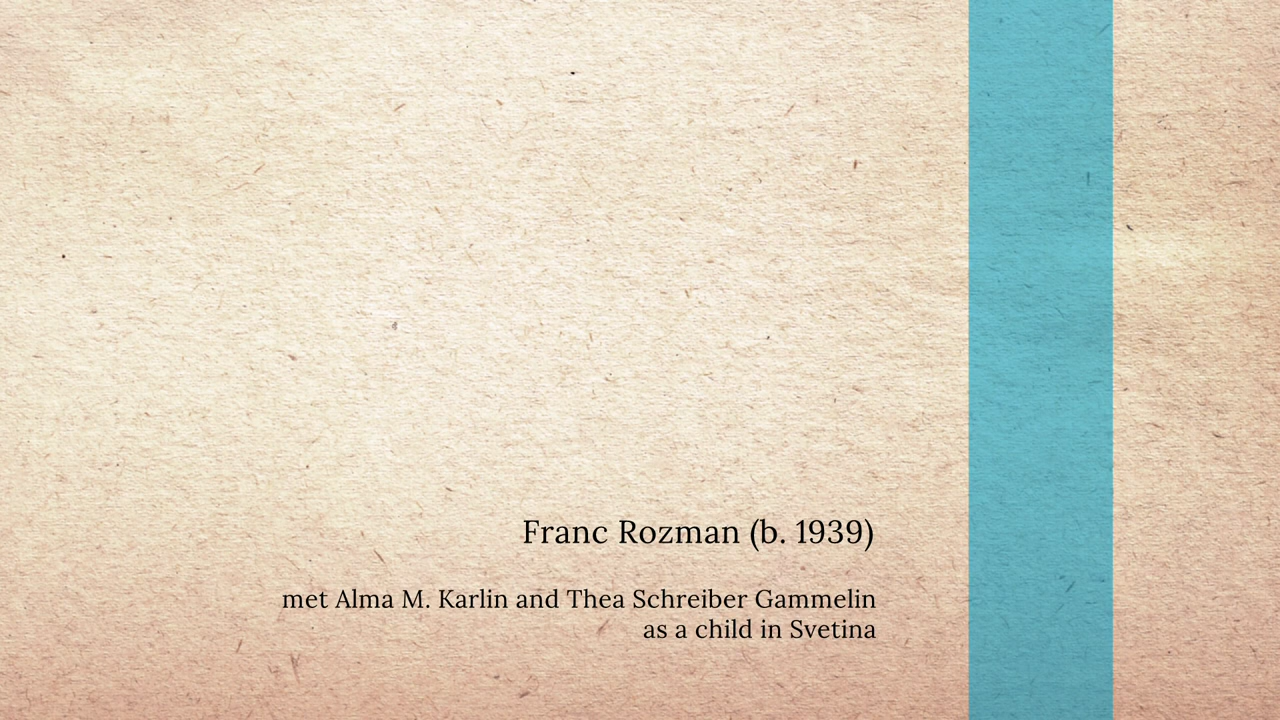 Franc Rozman (b. 1939)
met Alma M. Karlin and Thea Schreiber Gammelin
as a child in Svetina